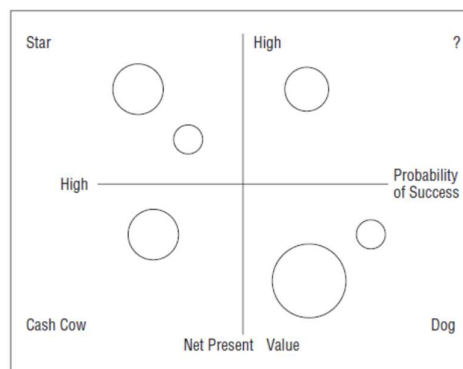 Star
High
?
High
Probability
of Success
Cash Cow
Dog
Net Present Value